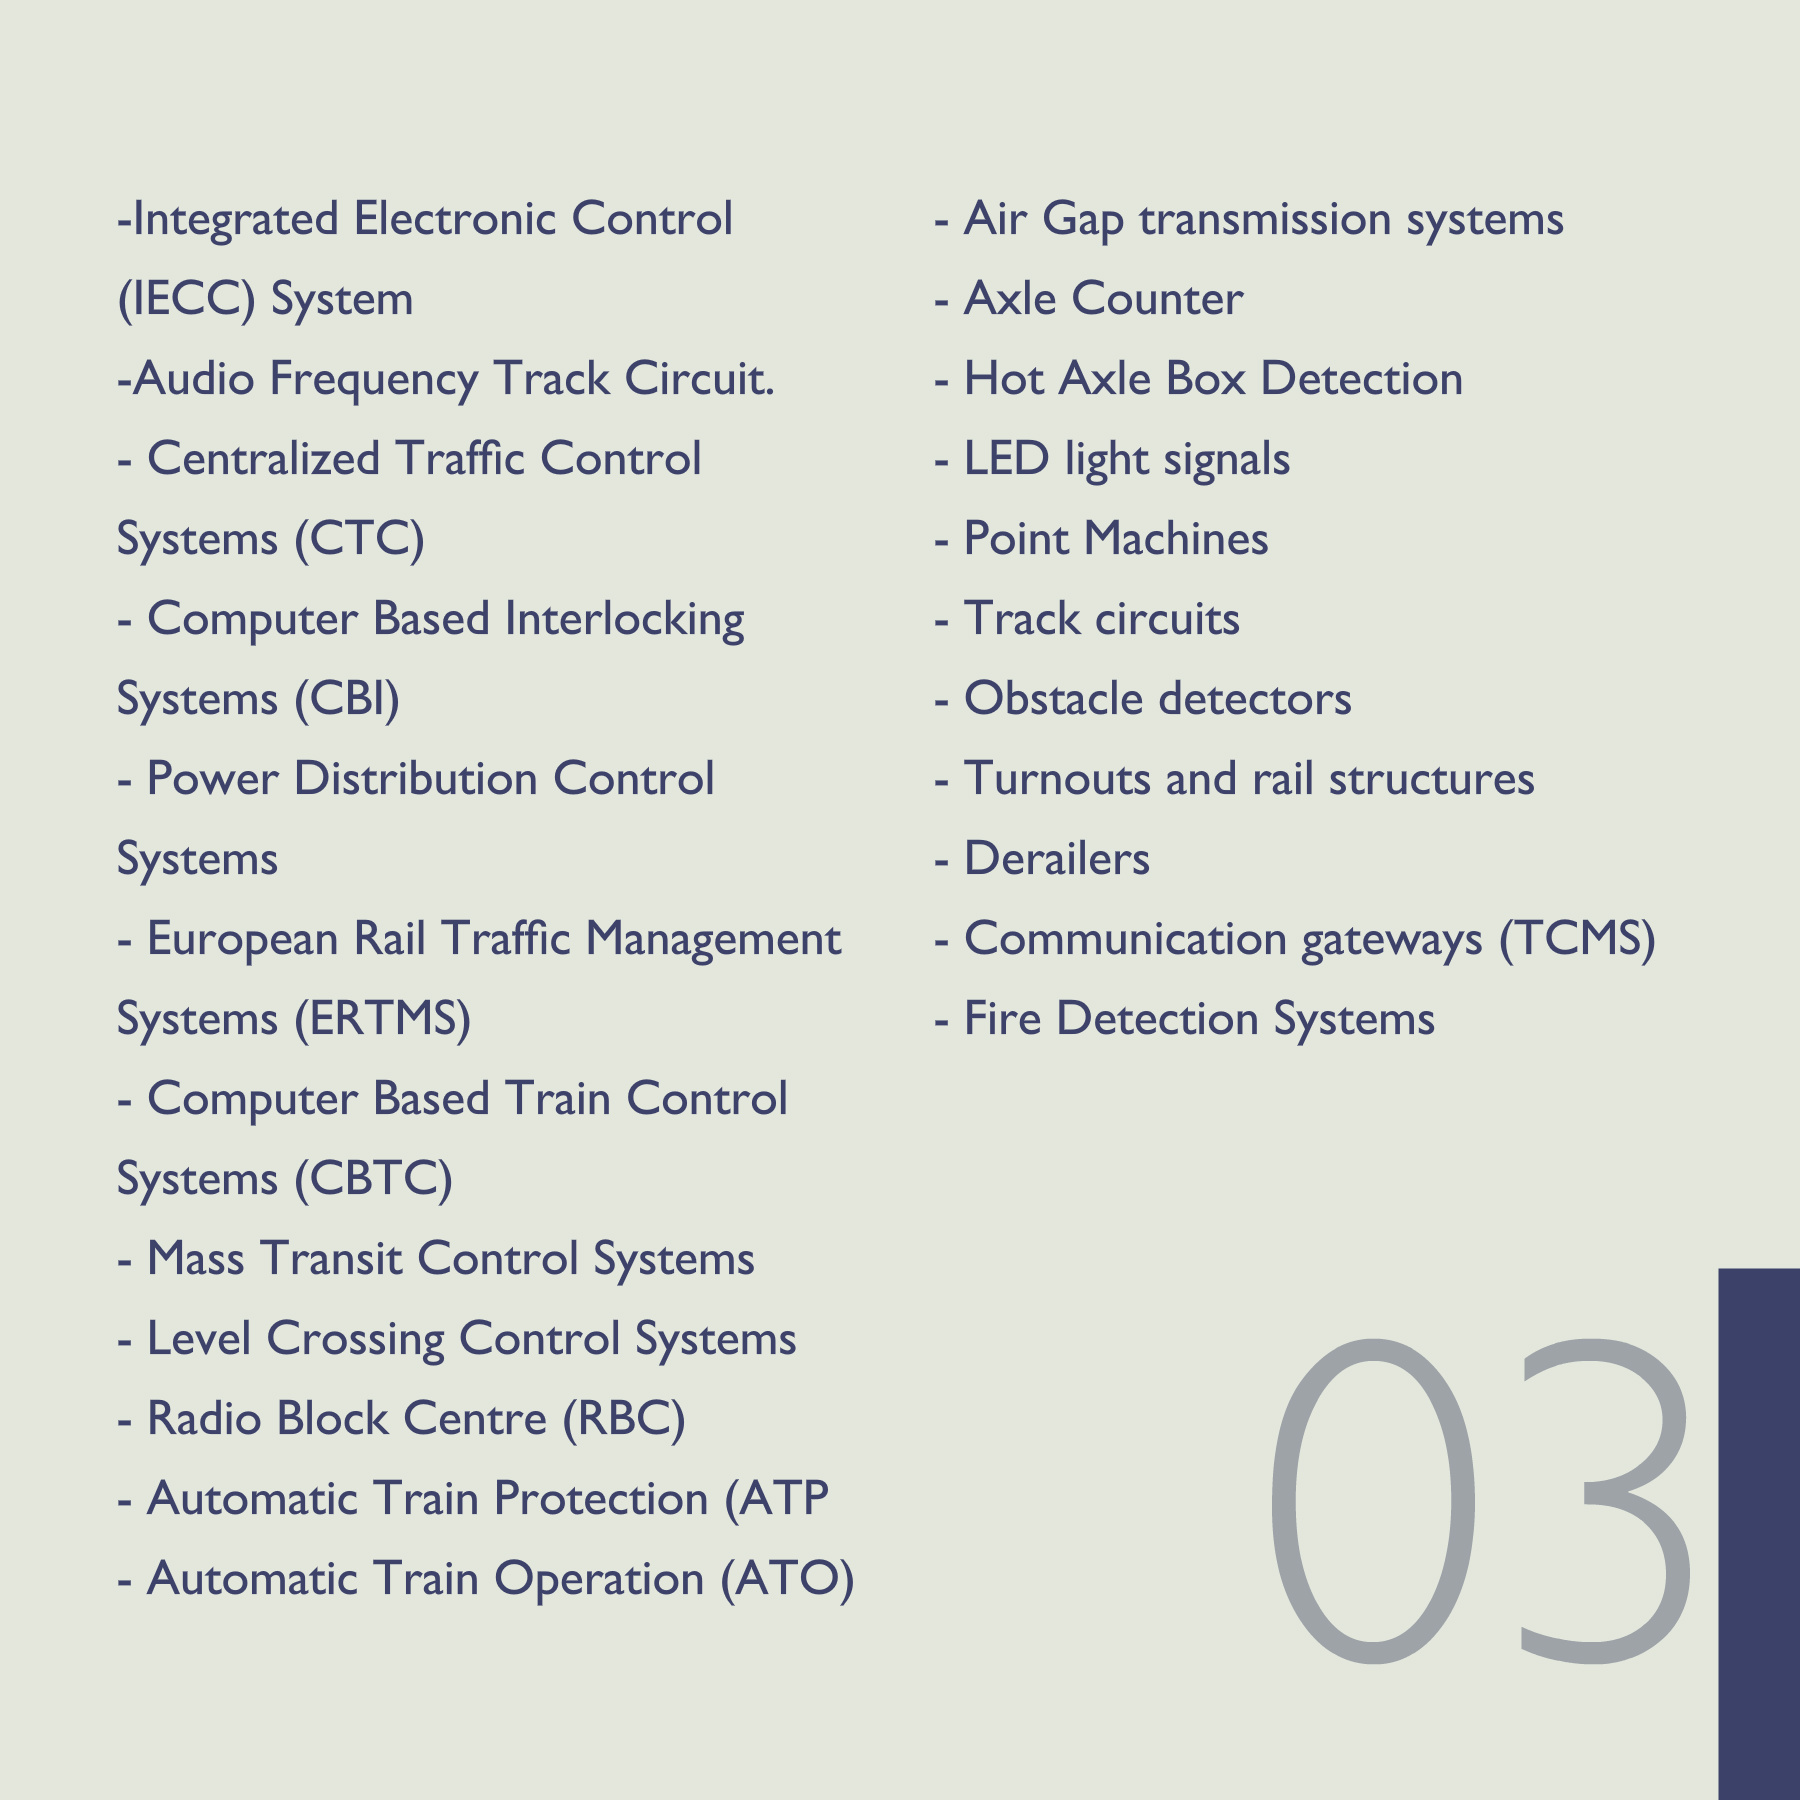 -Integrated Electronic Control
(IECC) System
-Audio Frequency Track Circuit.
- Centralized Traffic Control
Systems (CTC)
- Computer Based Interlocking
Systems (CBI)
- Power Distribution Control
Systems
- European Rail Traffic Management
Systems (ERTMS)
- Computer Based Train Control
Systems (CBTC)
- Mass Transit Control Systems
- Level Crossing Control Systems
- Radio Block Centre (RBC)
- Automatic Train Protection (ATP
- Automatic Train Operation (ATO)
- Air Gap transmission systems
- Axle Counter
- Hot Axle Box Detection
- LED light signals
- Point Machines
- Track circuits
- Obstacle detectors
- Turnouts and rail structures
- Derailers
- Communication gateways (TCMS)
- Fire Detection Systems
03